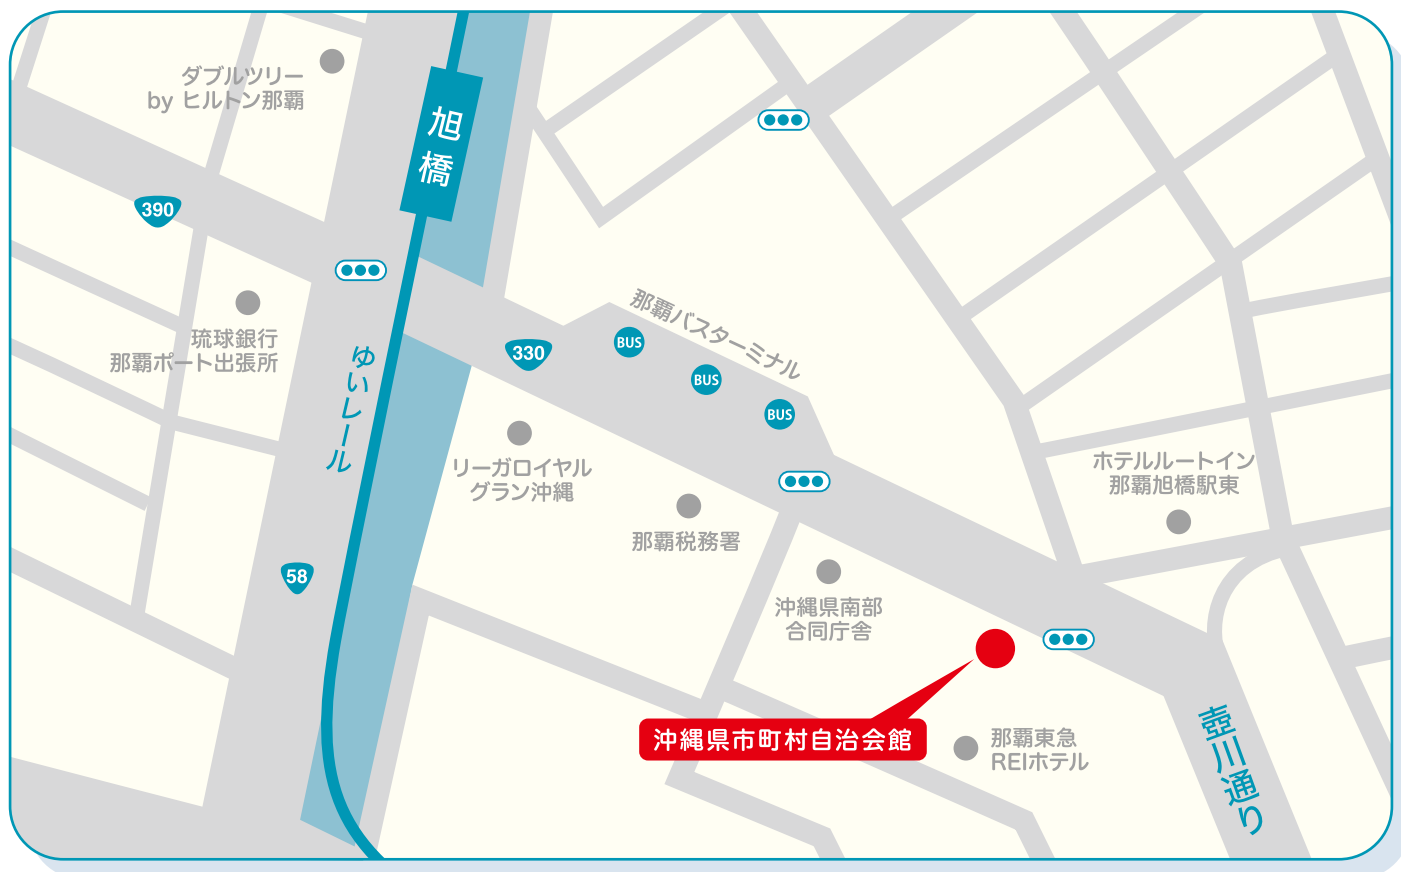 ダブルツリー
by ヒルトン那覇
旭橋
390
琉球銀行
那覇ポート出張所
ゆいレール
330
那覇バスターミナル
BUS
BUS
BUS
リーガロイヤル
グラン沖縄
那覇税務署
ホテルルートイン
那覇旭橋駅東
58
沖縄県南部
合同庁舎
沖縄県市町村自治会館
那覇東急
REIホテル
壺川通り